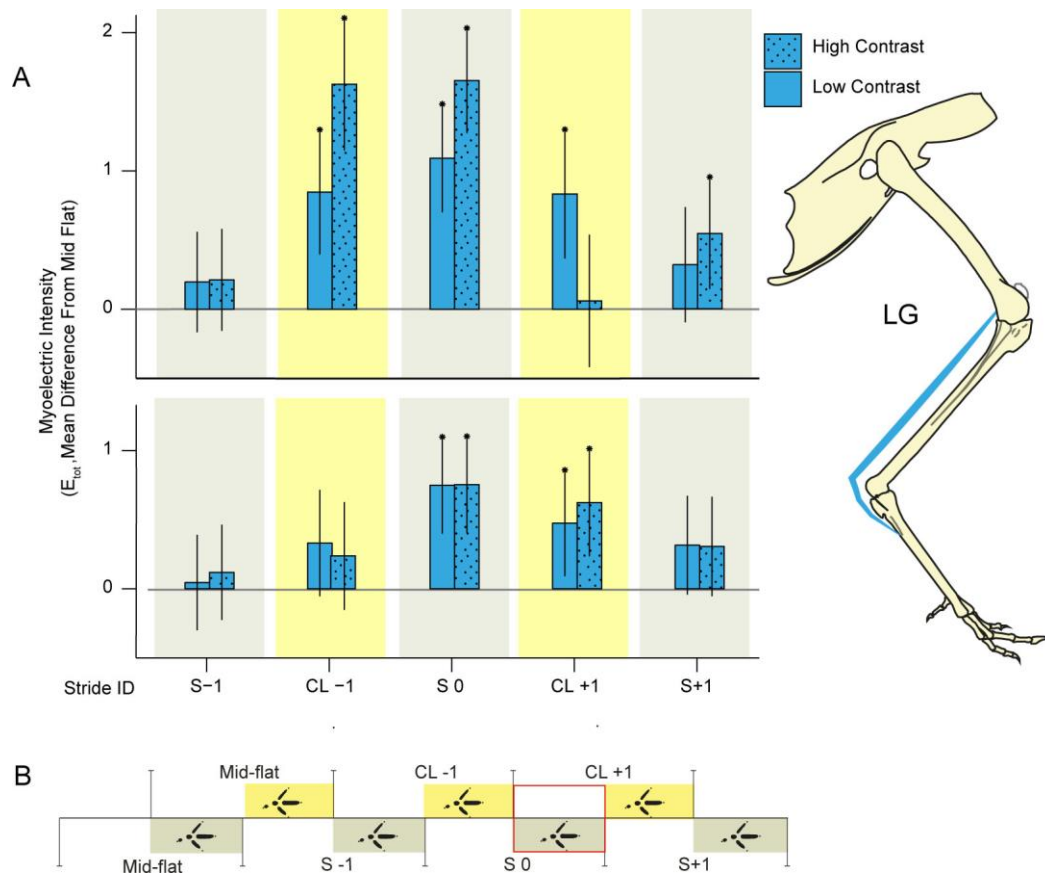 A
2
1
0
1
0
Myoelectric Intensity
(Etot ,Mean Difference From Mid Flat)
High Contrast
Low Contrast
LG
Stride ID S−1 CL −1 S 0 CL +1 S+1
B
Mid-flat CL -1 CL +1
Mid-flat S -1 S 0 S+1